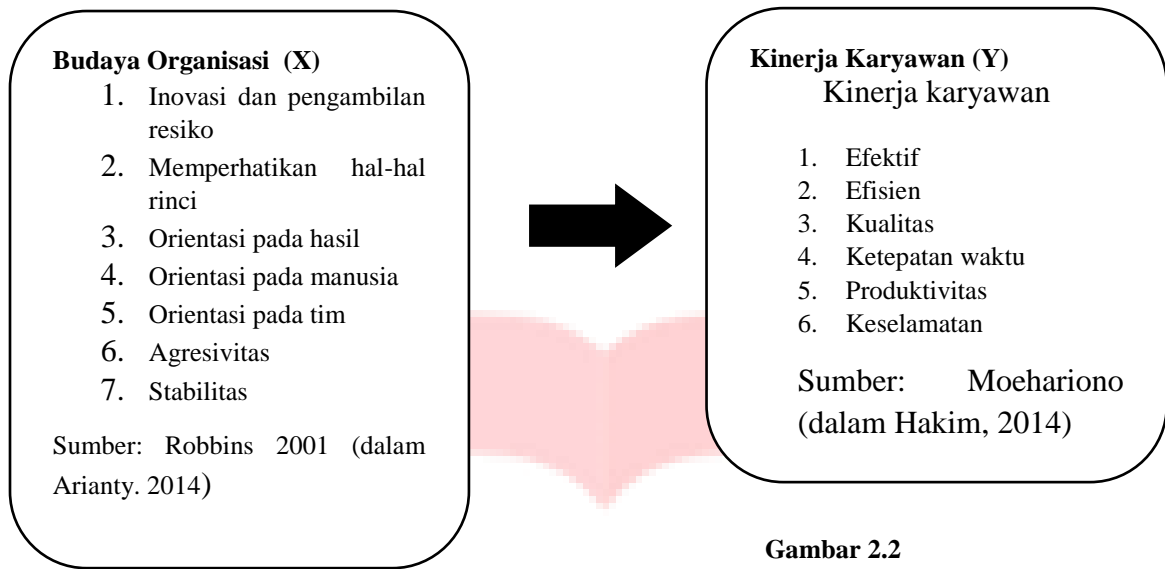 Budaya Organisasi (X)
1. Inovasi dan pengambilan
resiko
2. Memperhatikan hal-hal
rinci
3. Orientasi pada hasil
4. Orientasi pada manusia
5. Orientasi pada tim
6. Agresivitas
7. Stabilitas
Sumber: Robbins 2001 (dalam
Arianty. 2014)
Kinerja Karyawan (Y)
Kinerja karyawan
1. Efektif
2. Efisien
3. Kualitas
4. Ketepatan waktu
5. Produktivitas
6. Keselamatan
Sumber: Moehariono
(dalam Hakim, 2014)
Gambar 2.2